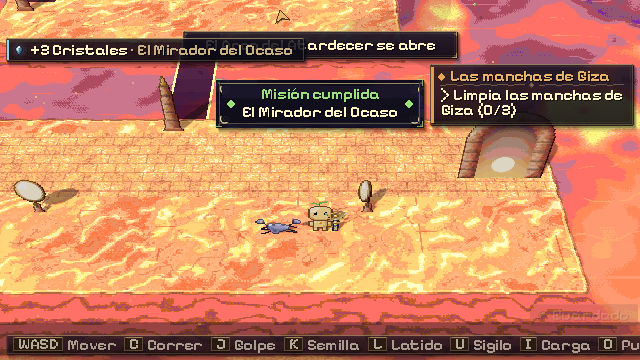 +3 Cristales · El Mirador del Ocaso
ardecer se abre
Misión cumplida
El Mirador del Ocaso
Las manchas de Giza
Limpia las manchas de
Giza (0/3)
Guardado
WASD Mover C Correr J Golpe K Semilla L Latido U Sigilo I Carga O Pu